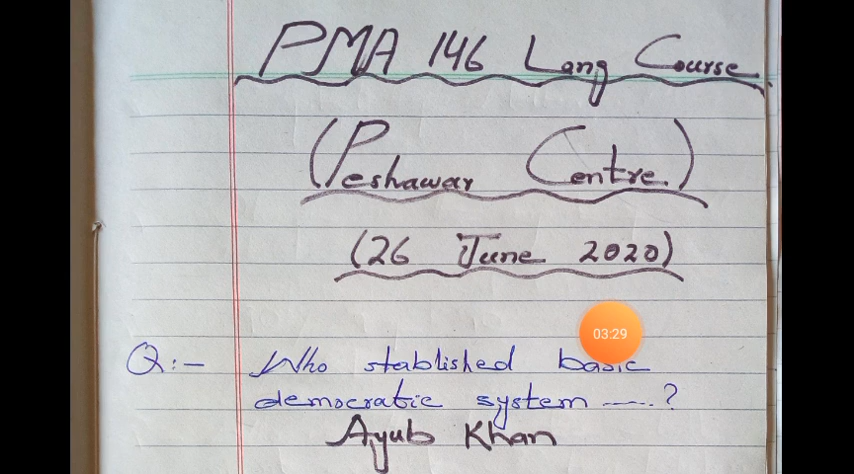 PMA 146 Long Course
(Peshawar Centre)
(26 June 2020)
03:29
Q:- Who stablished basic
democratic system ----.?
Ayub Khan